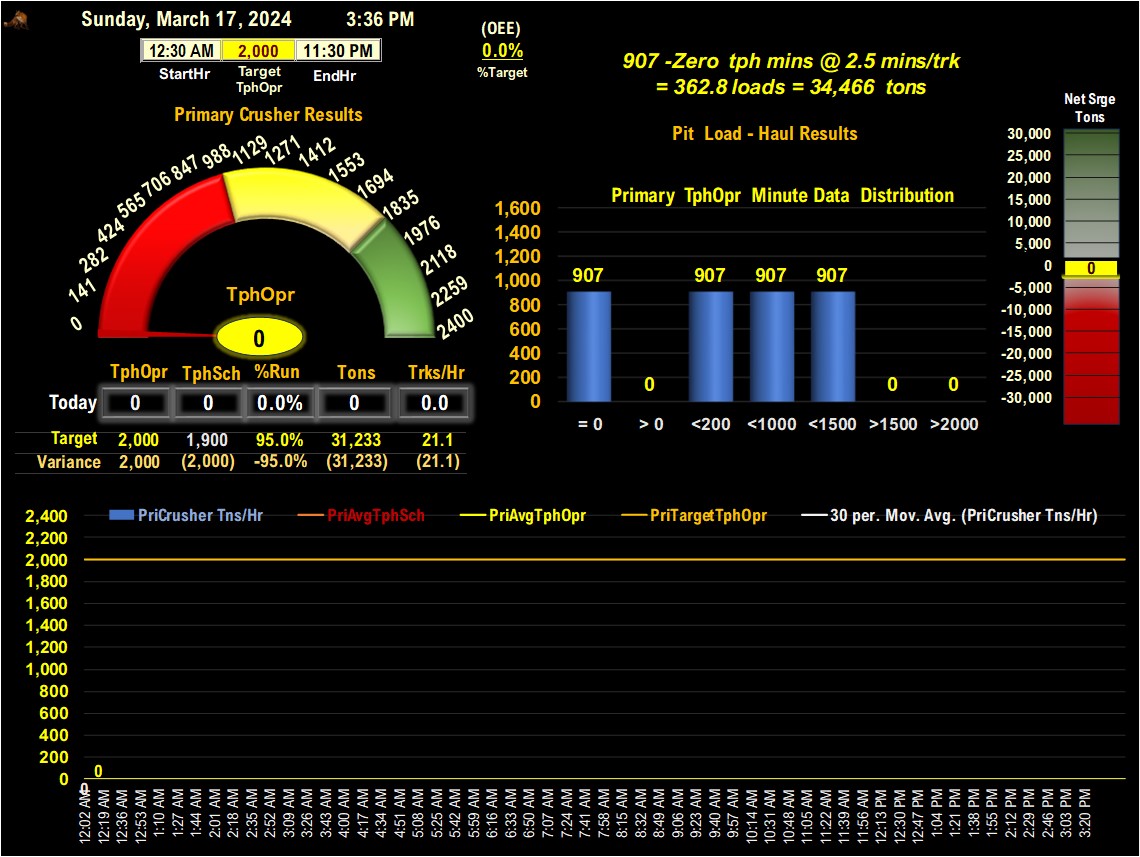 Sunday, March 17, 2024 3:36 PM
12:30 AM 2,000 11:30 PM
StartHr Target TphOpr EndHr
(OEE)
0.0%
%Target
907 -Zero tph mins @ 2.5 mins/trk
= 362.8 loads = 34,466 tons
Primary Crusher Results
Pit Load - Haul Results
Net Srge
Tons
0 141 282 424 565 706 847 988 1129 1271 1412 1553 1694 1835 1976 2118 2259 2400
TphOpr
0
TphOpr TphSch %Run Tons Trks/Hr
Today 0 0 0.0% 0 0.0
Target 2,000 1,900 95.0% 31,233 21.1
Variance 2,000 (2,000) -95.0% (31,233) (21.1)
Primary TphOpr Minute Data Distribution
1,600
1,400
1,200
1,000
800
600
400
200
0
907 0 907 907 907 0 0
= 0 > 0 <200 <1000 <1500 >1500 >2000
30,000
25,000
20,000
15,000
10,000
5,000
0 0
-5,000
-10,000
-15,000
-20,000
-25,000
-30,000
PriCrusher Tns/Hr PriAvgTphSch PriAvgTphOpr PriTargetTphOpr 30 per. Mov. Avg. (PriCrusher Tns/Hr)
2,400
2,200
2,000
1,800
1,600
1,400
1,200
1,000
800
600
400
200
0
0
0
12:02 AM 12:19 AM 12:36 AM 12:53 AM 1:10 AM 1:27 AM 1:44 AM 2:01 AM 2:18 AM 2:35 AM 2:52 AM 3:09 AM 3:26 AM 3:43 AM 4:00 AM 4:17 AM 4:34 AM 4:51 AM 5:08 AM 5:25 AM 5:42 AM 5:59 AM 6:16 AM 6:33 AM 6:50 AM 7:07 AM 7:24 AM 7:41 AM 7:58 AM 8:15 AM 8:32 AM 8:49 AM 9:06 AM 9:23 AM 9:40 AM 9:57 AM 10:14 AM 10:31 AM 10:48 AM 11:05 AM 11:22 AM 11:39 AM 11:56 AM 12:13 PM 12:30 PM 12:47 PM 1:04 PM 1:21 PM 1:38 PM 1:55 PM 2:12 PM 2:29 PM 2:46 PM 3:03 PM 3:20 PM